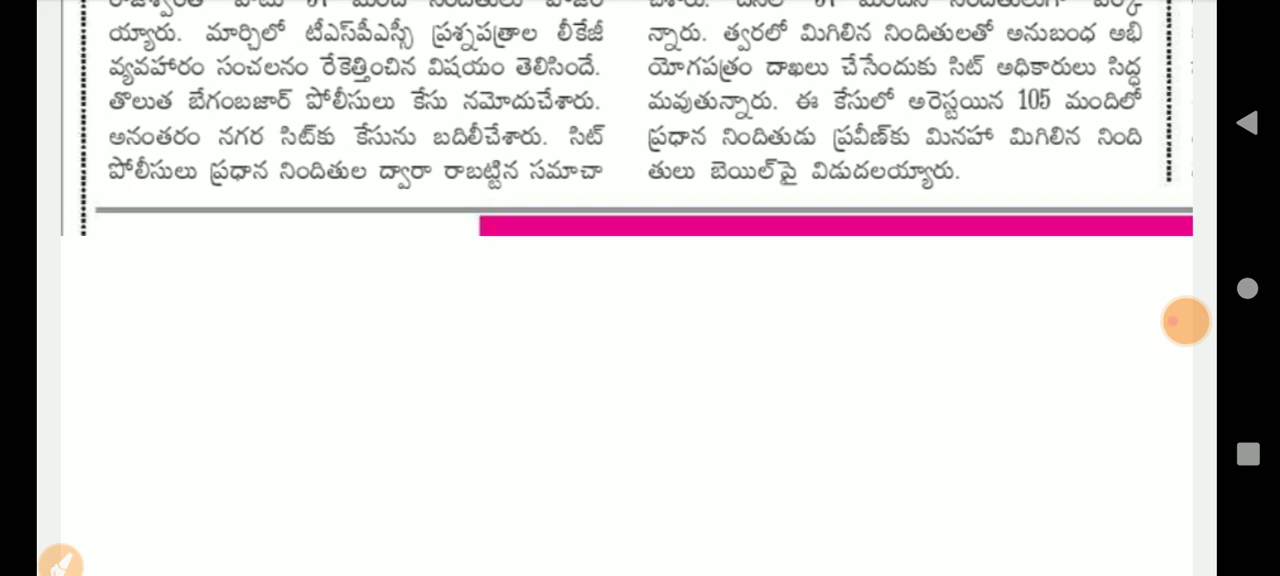 య్యారు. మార్చిలో టీఎస్‌పీఎస్సీ ప్రశ్నపత్రాల లీకేజీ
వ్యవహారం సంచలనం రేకెత్తించిన విషయం తెలిసిందే.
తొలుత బేగంబజార్ పోలీసులు కేసు నమోదుచేశారు.
అనంతరం నగర సిట్‌కు కేసును బదిలీచేశారు. సిట్
పోలీసులు ప్రధాన నిందితుల ద్వారా రాబట్టిన సమాచా
న్నారు. త్వరలో మిగిలిన నిందితులతో అనుబంధ అభి
యోగపత్రం దాఖలు చేసేందుకు సిట్ అధికారులు సిద్ధ
మవుతున్నారు. ఈ కేసులో అరెస్టయిన 105 మందిలో
ప్రధాన నిందితుడు ప్రవీణ్‌కు మినహా మిగిలిన నింది
తులు బెయిల్‌పై విడుదలయ్యారు.